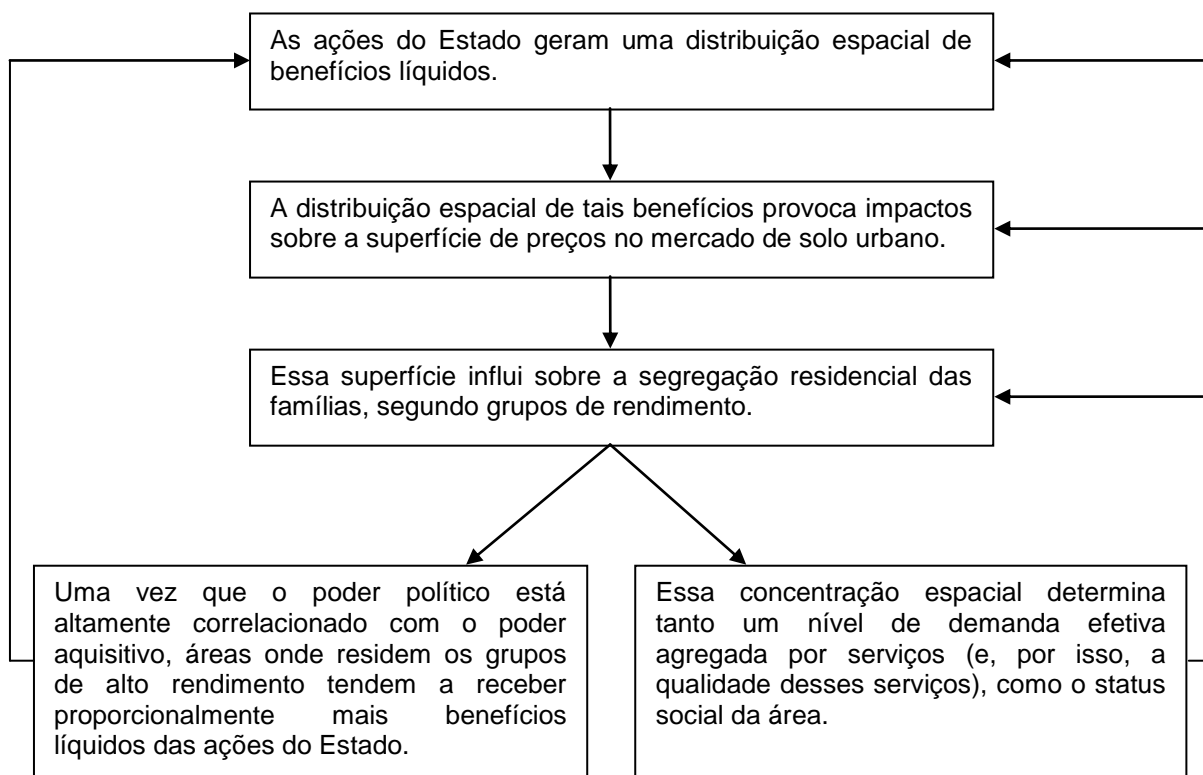 As ações do Estado geram uma distribuição espacial de
benefícios líquidos.
A distribuição espacial de tais benefícios provoca impactos
sobre a superfície de preços no mercado de solo urbano.
Essa superfície influi sobre a segregação residencial das
famílias, segundo grupos de rendimento.
Uma vez que o poder político está
altamente correlacionado com o poder
aquisitivo, áreas onde residem os grupos
de alto rendimento tendem a receber
proporcionalmente mais benefícios
líquidos das ações do Estado.
Essa concentração espacial determina
tanto um nível de demanda efetiva
agregada por serviços (e, por isso, a
qualidade desses serviços), como o status
social da área.